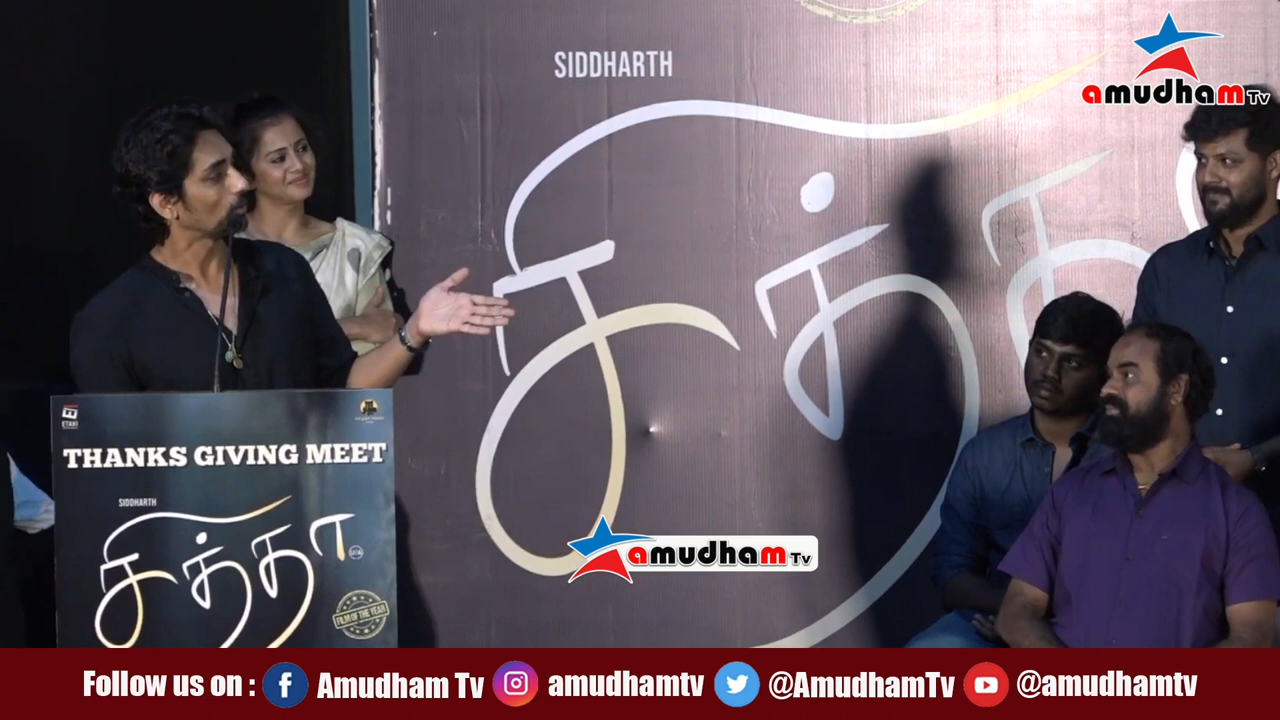 SIDDHARTH
சித்தா
amudham Tv
ETAKI
THANKS GIVING MEET
SIDDHARTH
சித்தா
U/A
FILM OF THE YEAR
amudham Tv
Follow us on : Amudham Tv amudhamtv @AmudhamTv @amudhamtv